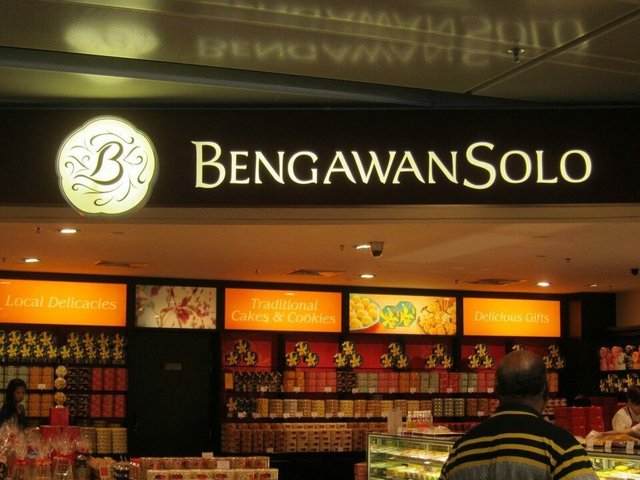 B
BENGAWAN SOLO
Local Delicacies
Traditional
Cakes & Cookies
Delicious Gifts